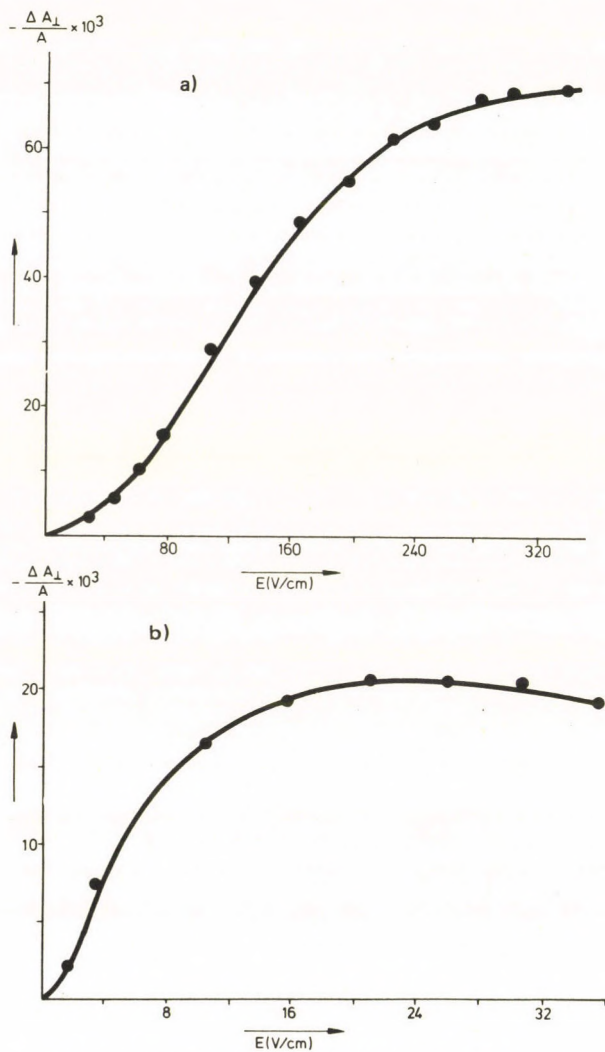 - ΔA⊥/A × 10³
a)
60
40
20
80 160 240 320
E(V/cm)
- ΔA⊥/A × 10³
b)
20
10
8 16 24 32
E(V/cm)